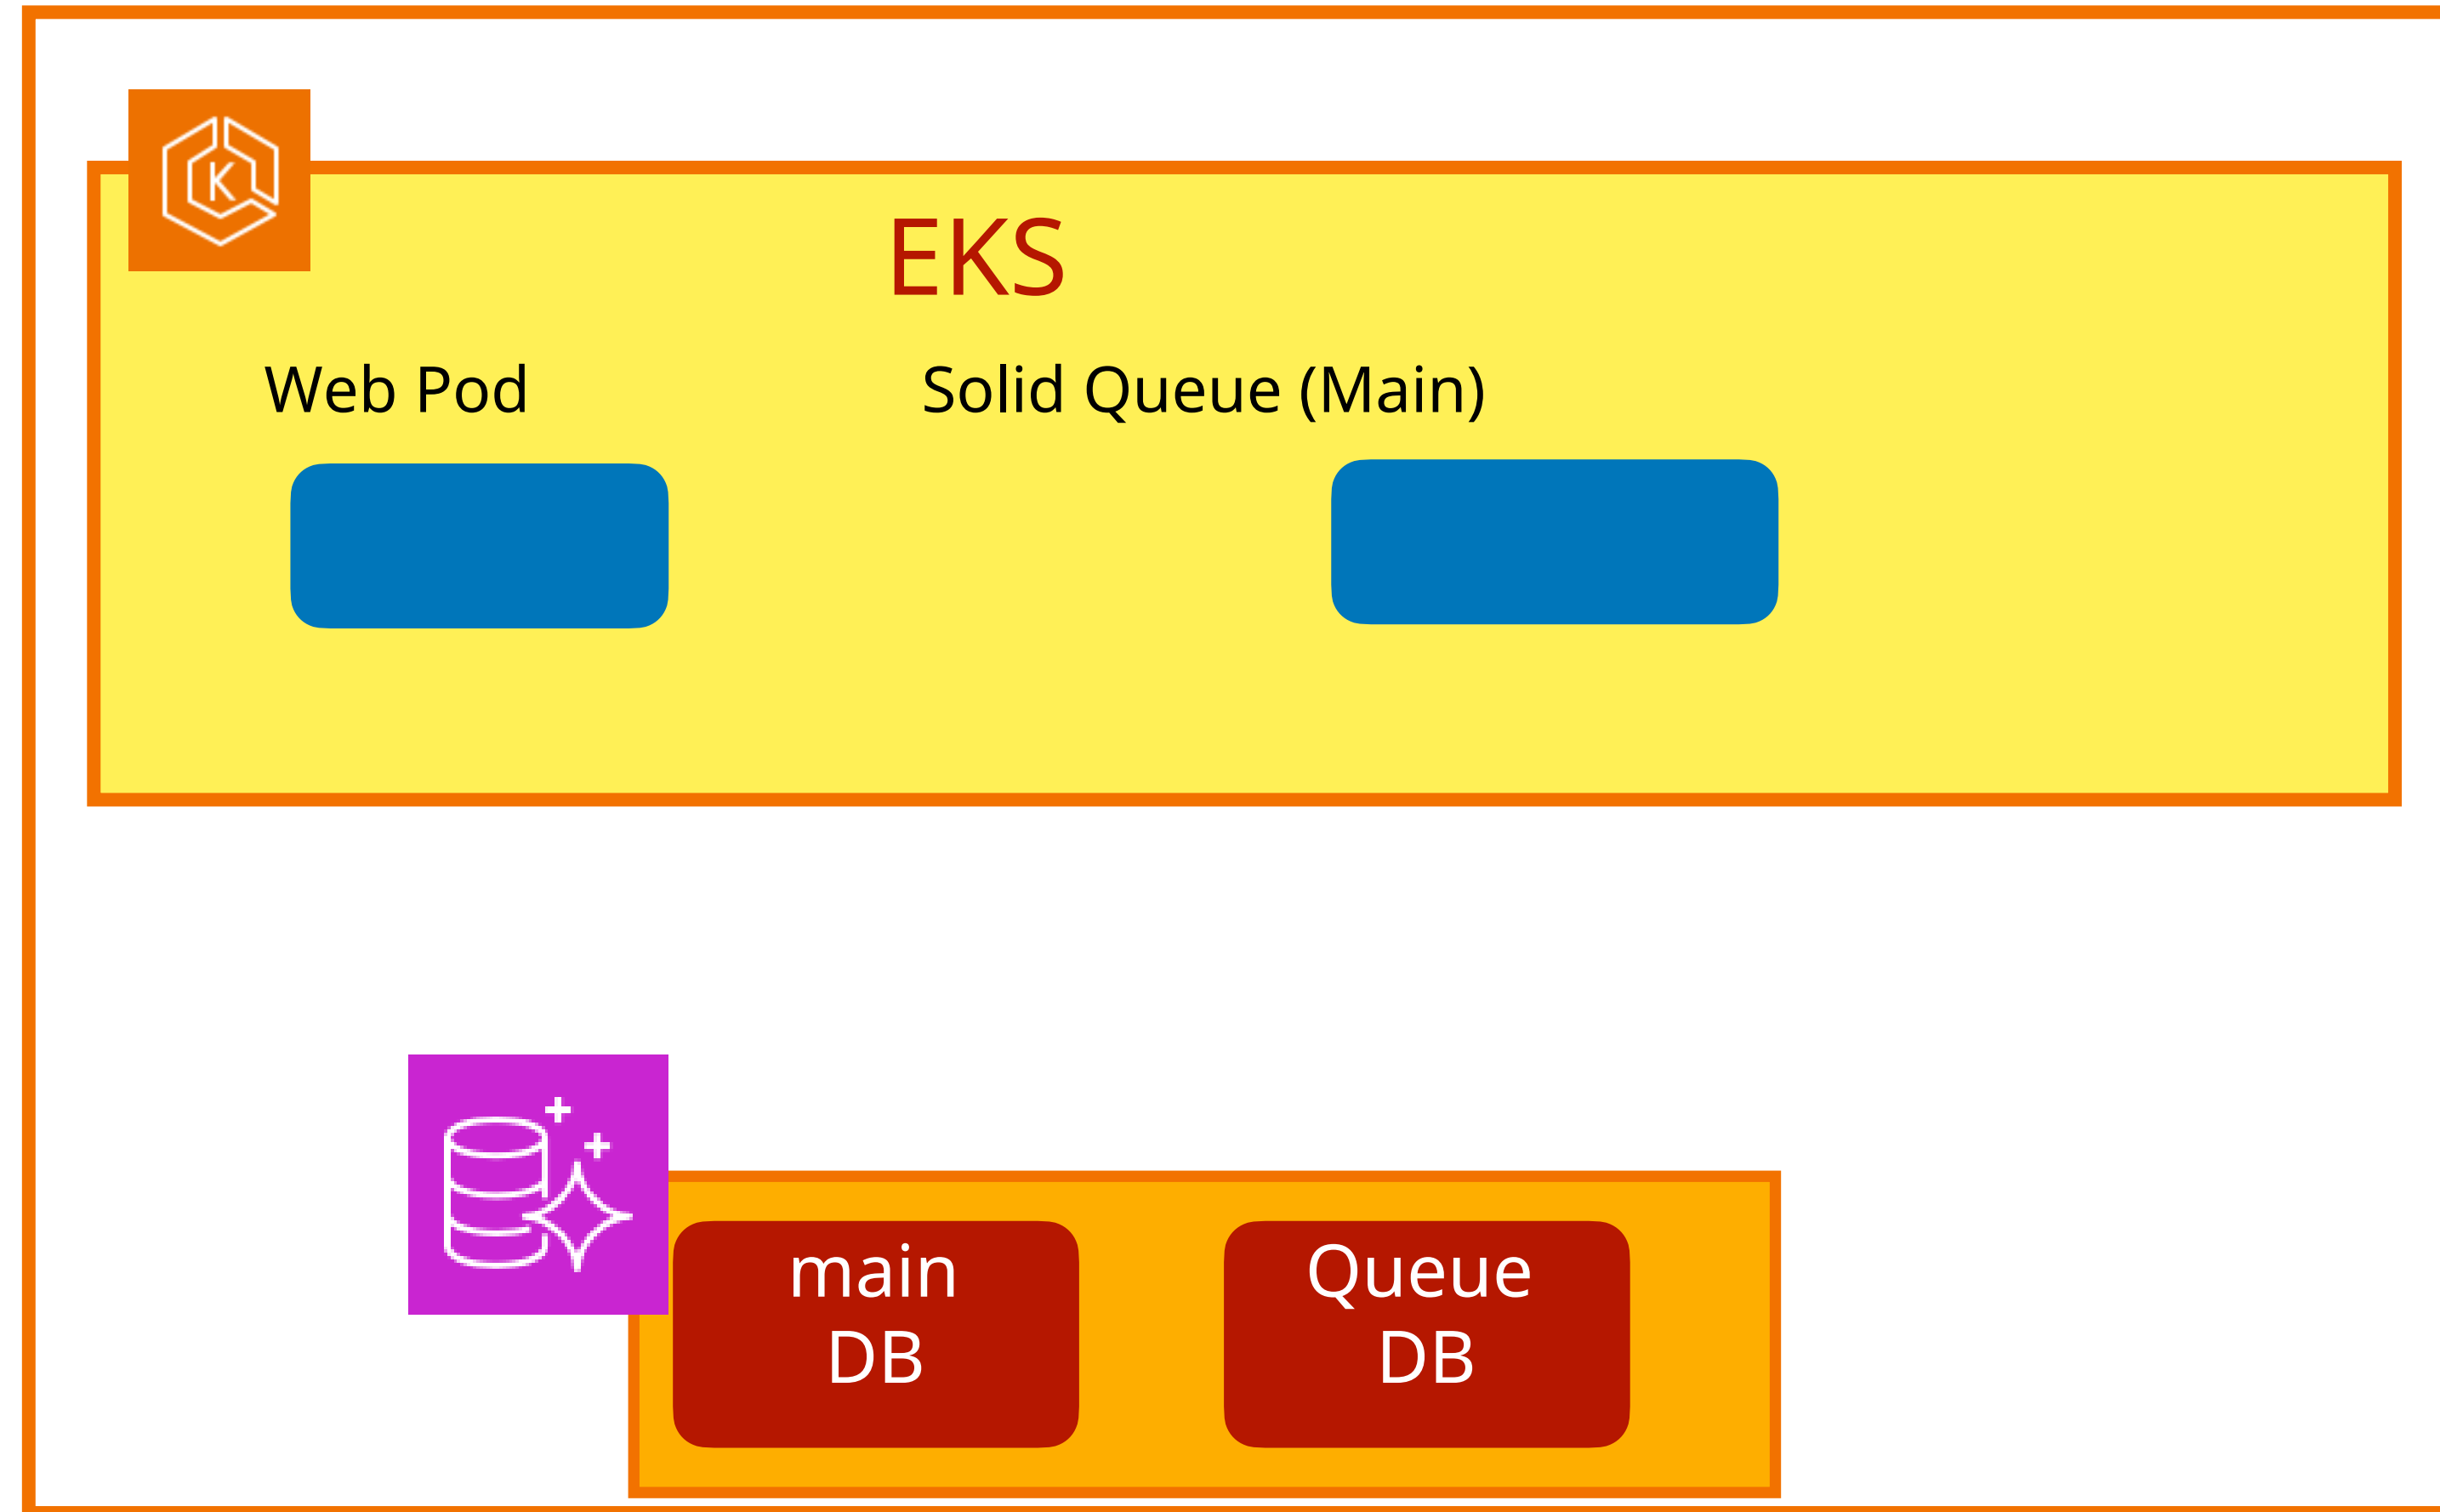 K
EKS
Web Pod
Solid Queue (Main)
main
DB
Queue
DB